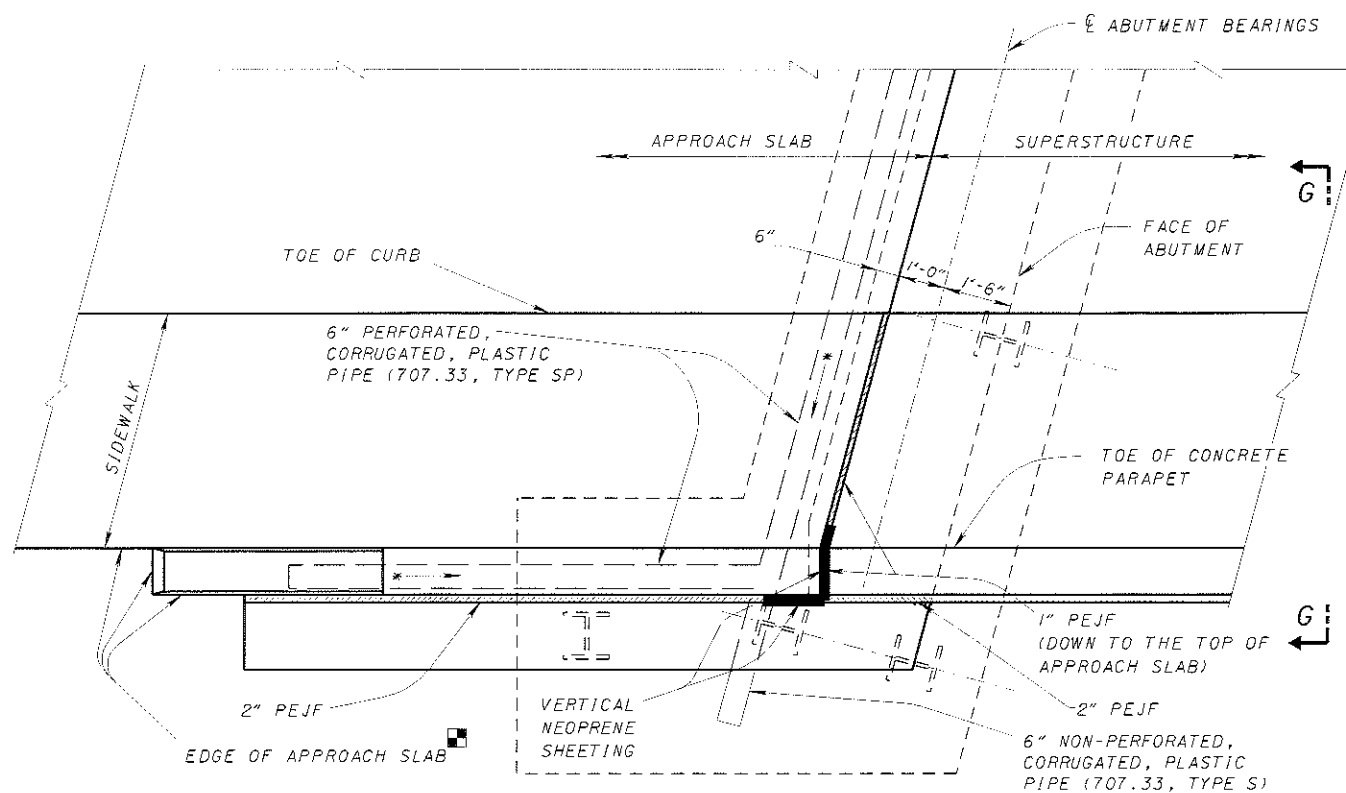 ℄ ABUTMENT BEARINGS
APPROACH SLAB
SUPERSTRUCTURE
G
6"
FACE OF
ABUTMENT
1'-0"
1'-6"
TOE OF CURB
6" PERFORATED,
CORRUGATED, PLASTIC
PIPE (707.33, TYPE SP)
*
SIDEWALK
TOE OF CONCRETE
PARAPET
*
1" PEJF
(DOWN TO THE TOP OF
APPROACH SLAB)
G
2" PEJF
VERTICAL
NEOPRENE
SHEETING
2" PEJF
EDGE OF APPROACH SLAB
6" NON-PERFORATED,
CORRUGATED, PLASTIC
PIPE (707.33, TYPE S)